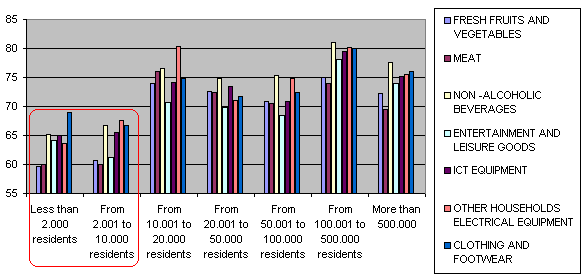 85
80
75
70
65
60
55
Less than
2.000
residents
From
2.001 to
10.000
residents
From
10.001 to
20.000
residents
From
20.001 to
50.000
residents
From
50.001 to
100.000
residents
From
100.001 to
500.000
residents
More than
500.000
FRESH FRUITS AND
VEGETABLES
MEAT
NON -ALCOHOLIC
BEVERAGES
ENTERTAINMENT AND
LEISURE GOODS
ICT EQUIPMENT
OTHER HOUSEHOLDS
ELECTRICAL EQUIPMENT
CLOTHING AND
FOOTWEAR